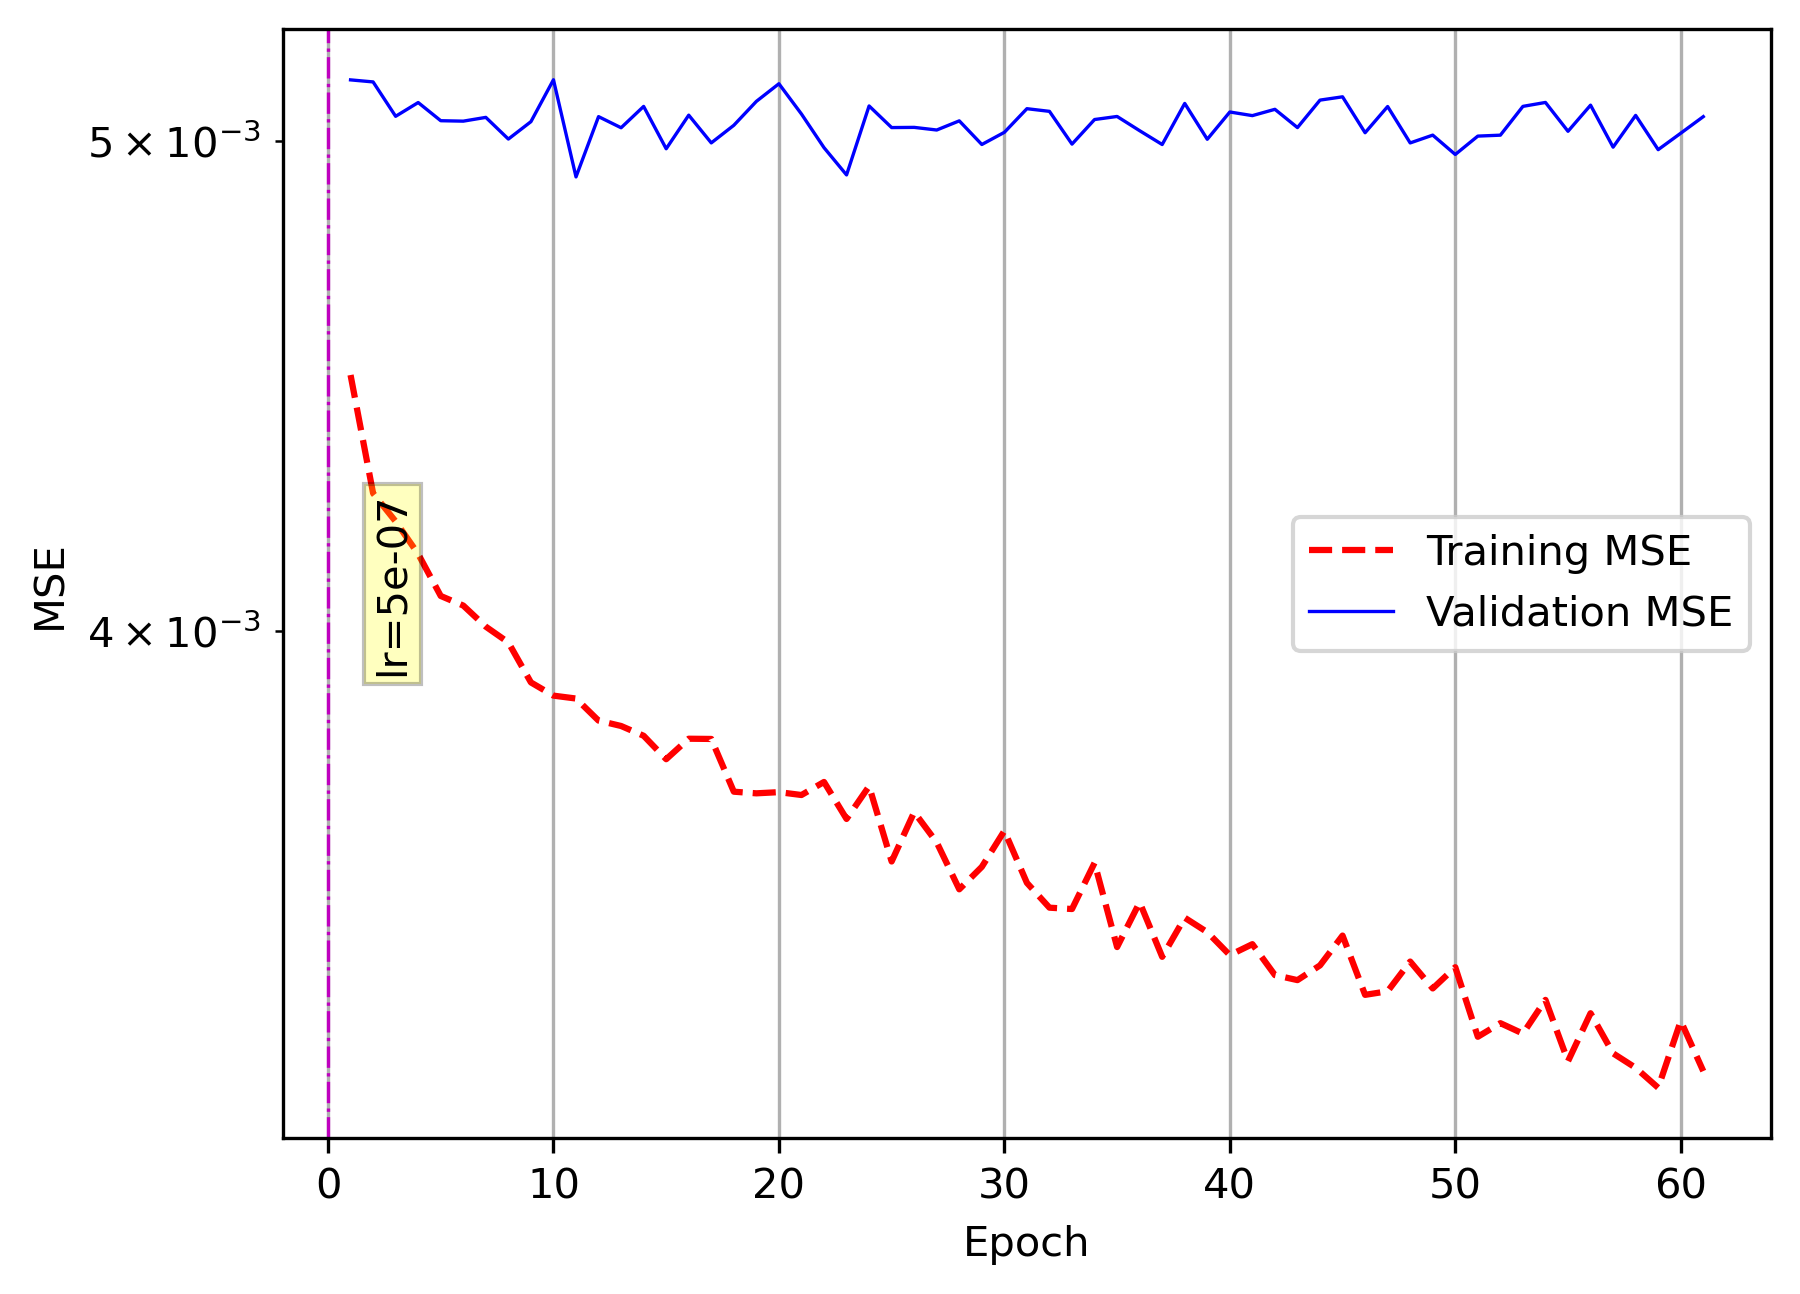 5 × 10⁻³
4 × 10⁻³
MSE
lr=5e-07
Training MSE
Validation MSE
0 10 20 30 40 50 60
Epoch